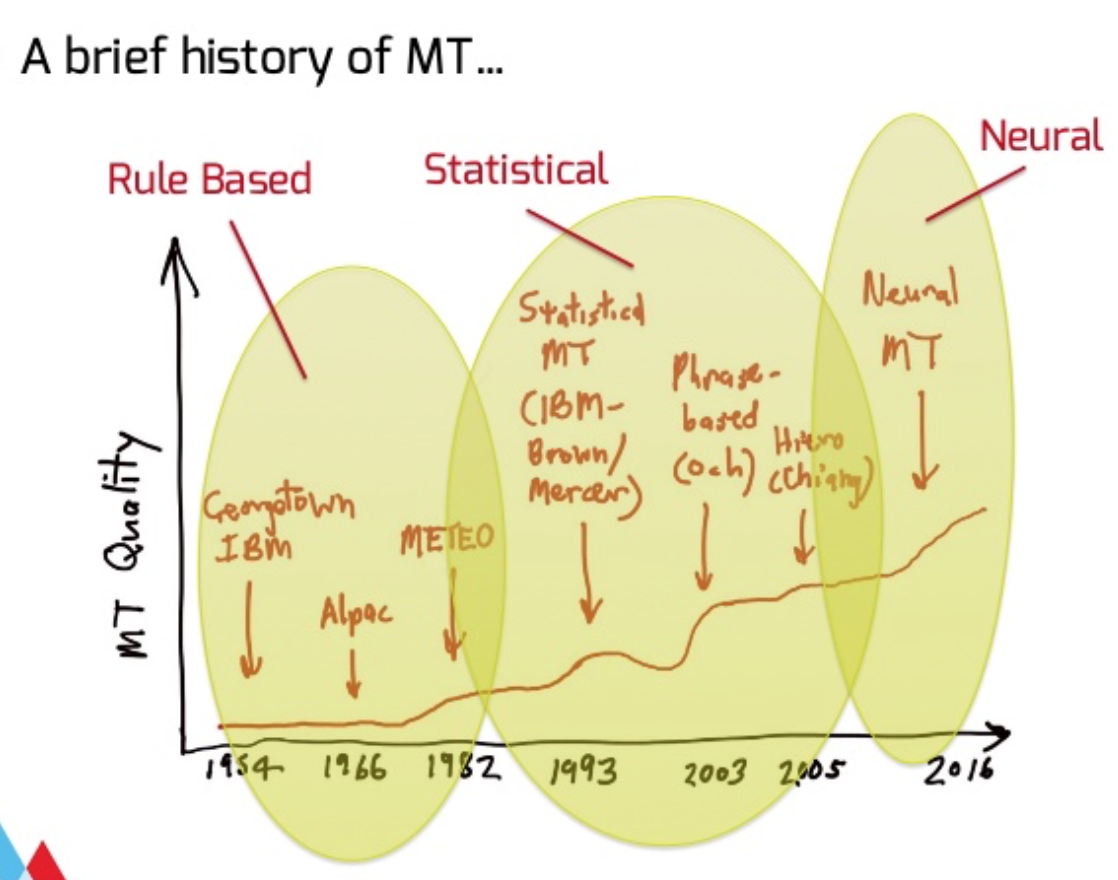 A brief history of MT...
Rule Based
Statistical
Neural
MT Quality
Georgetown
IBM
Alpac
METEO
Statistical
MT
(IBM-
Brown/
Mercer)
Phrase-
based
(Och)
Hiero
(Chiang)
Neural
MT
1954 1966 1982 1993 2003 2005 2016